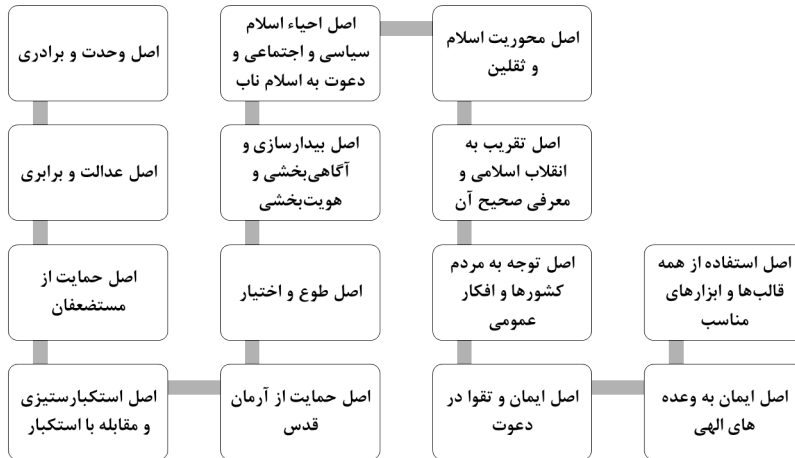 اصل وحدت و برادری
اصل عدالت و برابری
اصل حمایت از
مستضعفان
اصل استکبارستیزی
و مقابله با استکبار
اصل حمایت از آرمان
قدس
اصل طوع و اختیار
اصل بیدارسازی و
آگاهی‌بخشی و
هویت‌بخشی
اصل احیاء اسلام
سیاسی و اجتماعی و
دعوت به اسلام ناب
اصل محوریت اسلام
و ثقلین
اصل تقریب به
انقلاب اسلامی و
معرفی صحیح آن
اصل توجه به مردم
کشورها و افکار
عمومی
اصل ایمان و تقوا در
دعوت
اصل ایمان به وعده
های الهی
اصل استفاده از همه
قالب‌ها و ابزارهای
مناسب